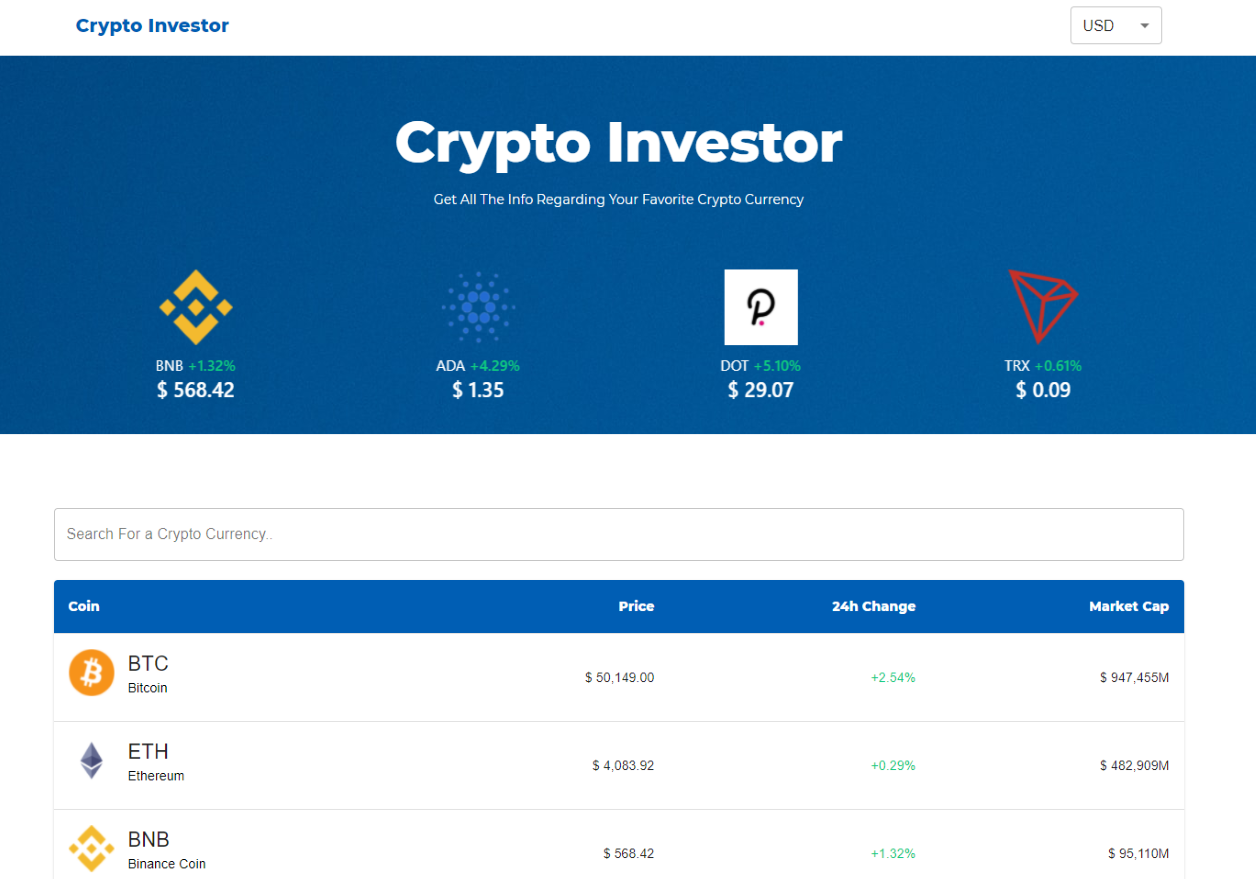 Crypto Investor
USD
Crypto Investor
Get All The Info Regarding Your Favorite Crypto Currency
BNB +1.32%
$ 568.42
ADA +4.29%
$ 1.35
DOT +5.10%
$ 29.07
TRX +0.61%
$ 0.09
Search For a Crypto Currency..
Coin Price 24h Change Market Cap
BTC
Bitcoin
$ 50,149.00 +2.54% $ 947,455M
ETH
Ethereum
$ 4,083.92 +0.29% $ 482,909M
BNB
Binance Coin
$ 568.42 +1.32% $ 95,110M